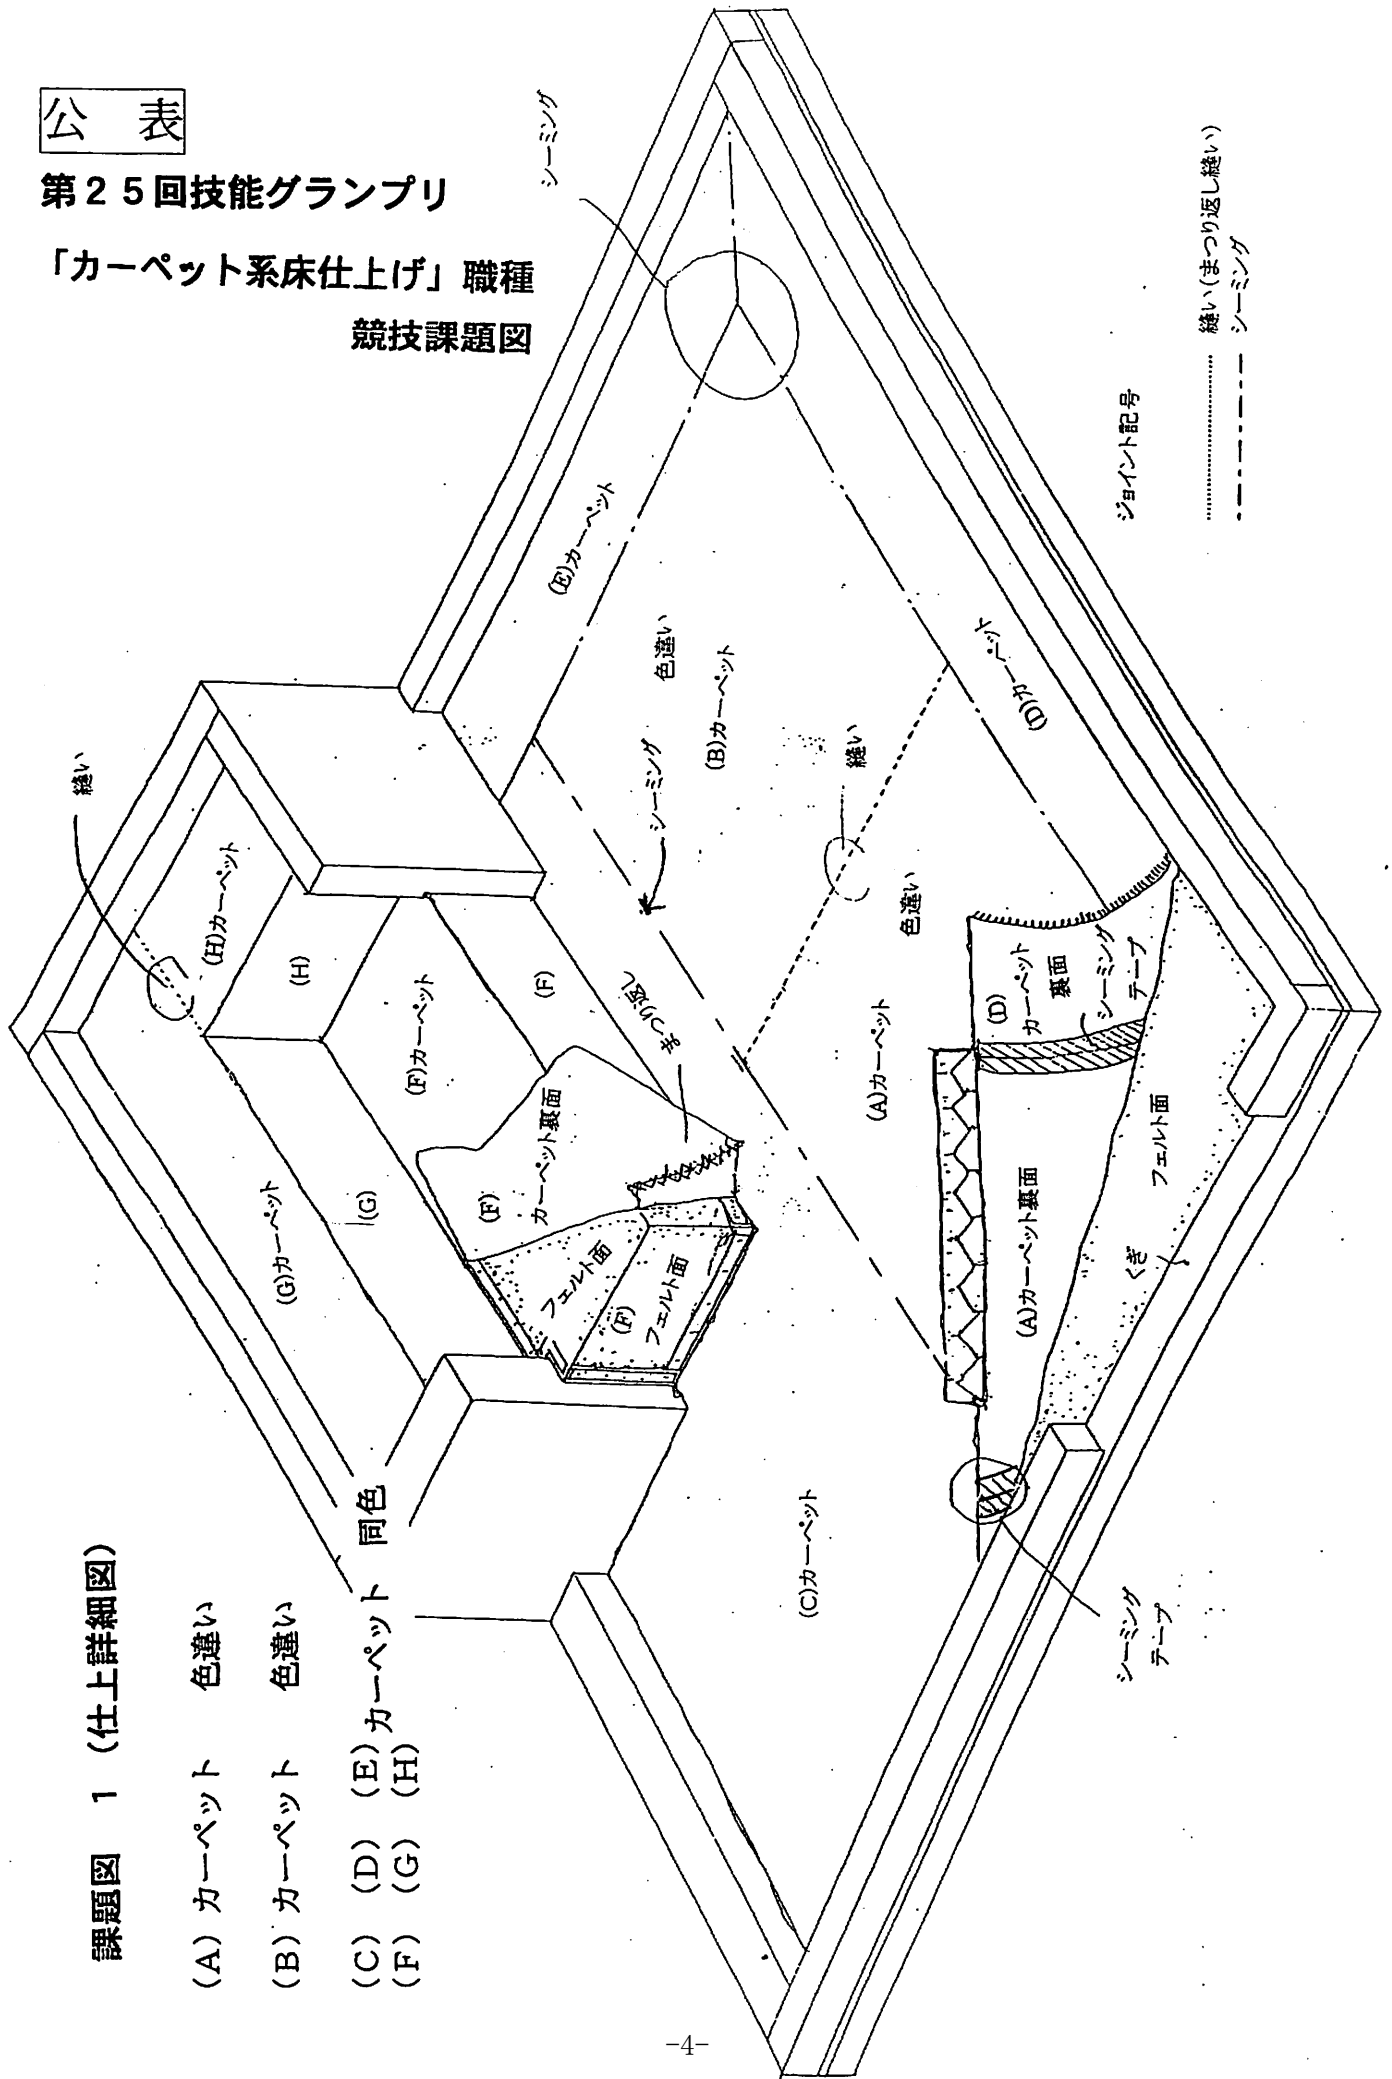 公 表
第25回技能グランプリ
「カーペット系床仕上げ」職種
競技課題図
課題図 1 (仕上詳細図)
(A) カーペット 色違い
(B) カーペット 色違い
(C) (D) (E) カーペット 同色
(F) (G) (H)
縫い
(H)カーペット
(H)
(G)カーペット
(G)
(F)カーペット
(F)
(F)
カーペット裏面
フェルト面
(F)
フェルト面
まつり返し
シーミング
(E)カーペット
色違い
(B)カーペット
シーミング
縫い
色違い
(A)カーペット
(D)カーペット
(D)
カーペット
裏面
シーミング
テープ
(A)カーペット裏面
フェルト面
くぎ
(C)カーペット
シーミング
テープ
ジョイント記号
縫い(まつり返し縫い)
シーミング
-4-